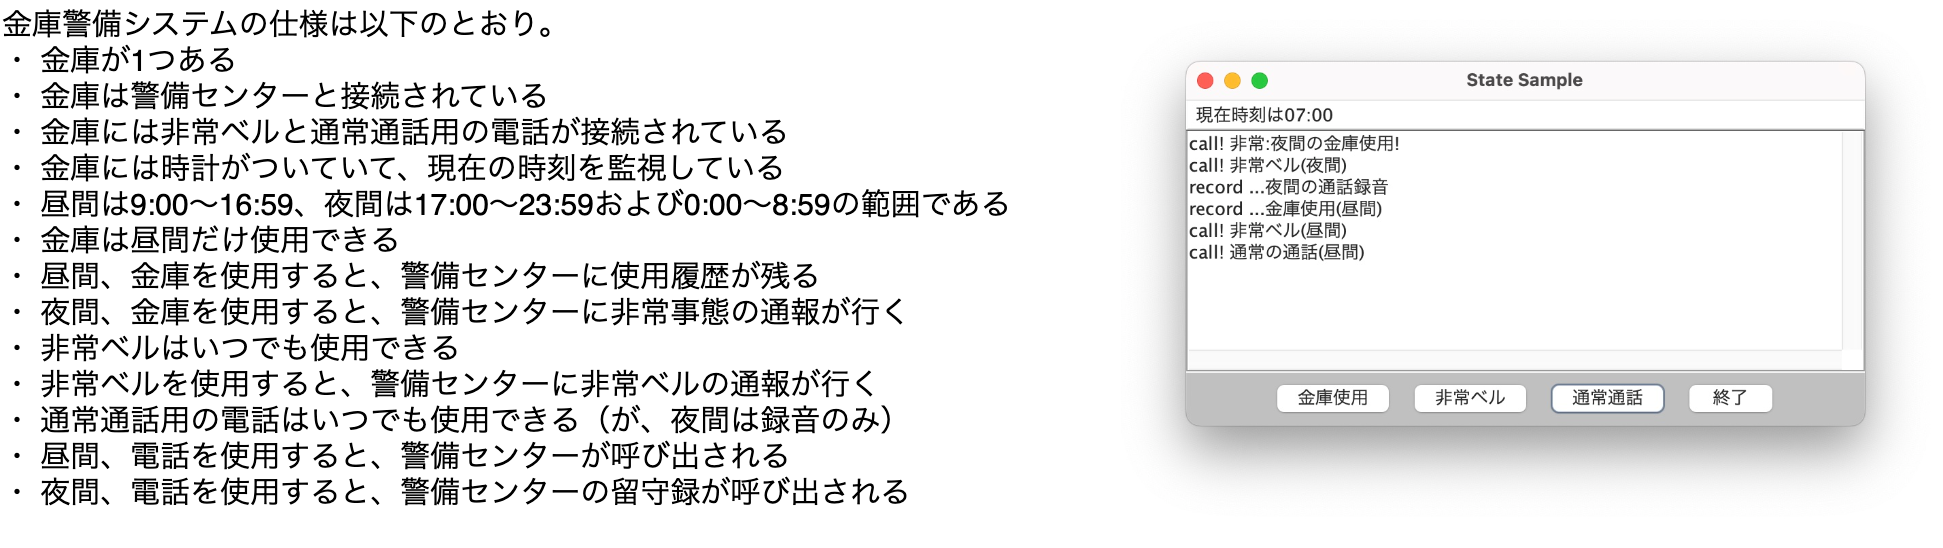 金庫警備システムの仕様は以下のとおり。
・ 金庫が1つある
・ 金庫は警備センターと接続されている
・ 金庫には非常ベルと通常通話用の電話が接続されている
・ 金庫には時計がついていて、現在の時刻を監視している
・ 昼間は9:00〜16:59、夜間は17:00〜23:59および0:00〜8:59の範囲である
・ 金庫は昼間だけ使用できる
・ 昼間、金庫を使用すると、警備センターに使用履歴が残る
・ 夜間、金庫を使用すると、警備センターに非常事態の通報が行く
・ 非常ベルはいつでも使用できる
・ 非常ベルを使用すると、警備センターに非常ベルの通報が行く
・ 通常通話用の電話はいつでも使用できる（が、夜間は録音のみ）
・ 昼間、電話を使用すると、警備センターが呼び出される
・ 夜間、電話を使用すると、警備センターの留守録が呼び出される
State Sample
現在時刻は07:00
call! 非常:夜間の金庫使用!
call! 非常ベル(夜間)
record ...夜間の通話録音
record ...金庫使用(昼間)
call! 非常ベル(昼間)
call! 通常の通話(昼間)
金庫使用 非常ベル 通常通話 終了